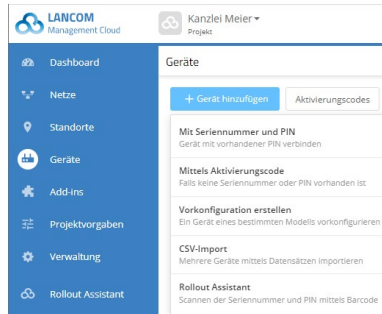 LANCOM
Management Cloud
Kanzlei Meier
Projekt
Dashboard
Netze
Standorte
Geräte
Add-ins
Projektvorgaben
Verwaltung
Rollout Assistant
Geräte
+ Gerät hinzufügen
Aktivierungscodes
Mit Seriennummer und PIN
Gerät mit vorhandener PIN verbinden
Mittels Aktivierungscode
Falls keine Seriennummer oder PIN vorhanden ist
Vorkonfiguration erstellen
Ein Gerät eines bestimmten Modells vorkonfigurieren
CSV-Import
Mehrere Geräte mittels Datensätzen importieren
Rollout Assistant
Scannen der Seriennummer und PIN mittels Barcode